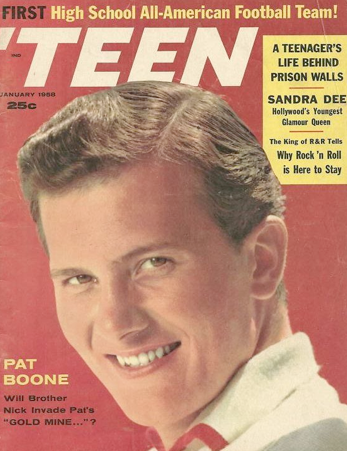 FIRST High School All-American Football Team!
'TEEN
IND
JANUARY 1958
25c
A TEENAGER'S
LIFE BEHIND
PRISON WALLS
SANDRA DEE
Hollywood's Youngest
Glamour Queen
The King of R&R Tells
Why Rock 'n Roll
is Here to Stay
PAT
BOONE
Will Brother
Nick Invade Pat's
"GOLD MINE..."?